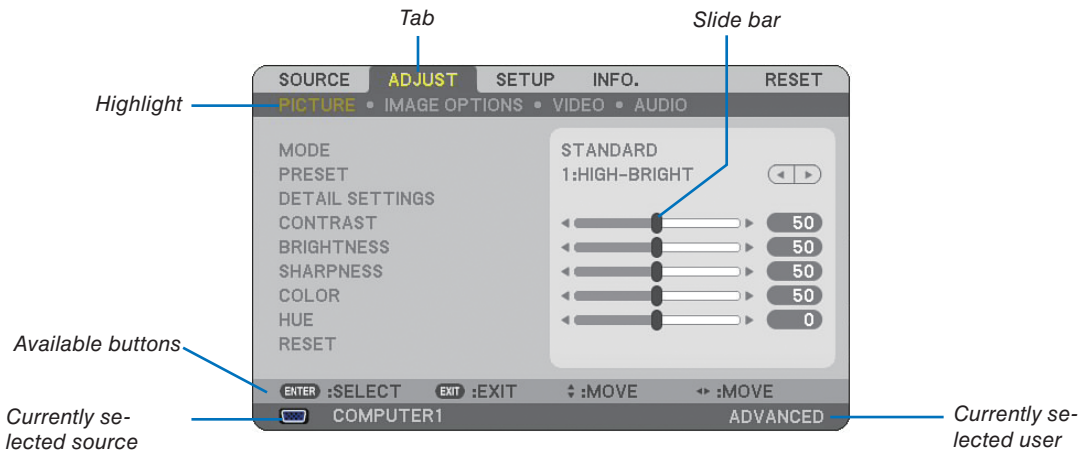 Tab
Slide bar
SOURCE ADJUST SETUP INFO. RESET
Highlight
PICTURE • IMAGE OPTIONS • VIDEO • AUDIO
MODE STANDARD
PRESET 1:HIGH-BRIGHT
DETAIL SETTINGS
CONTRAST 50
BRIGHTNESS 50
SHARPNESS 50
COLOR 50
HUE 0
RESET
Available buttons
ENTER :SELECT EXIT :EXIT :MOVE :MOVE
COMPUTER1 ADVANCED
Currently se-
lected source
Currently se-
lected user